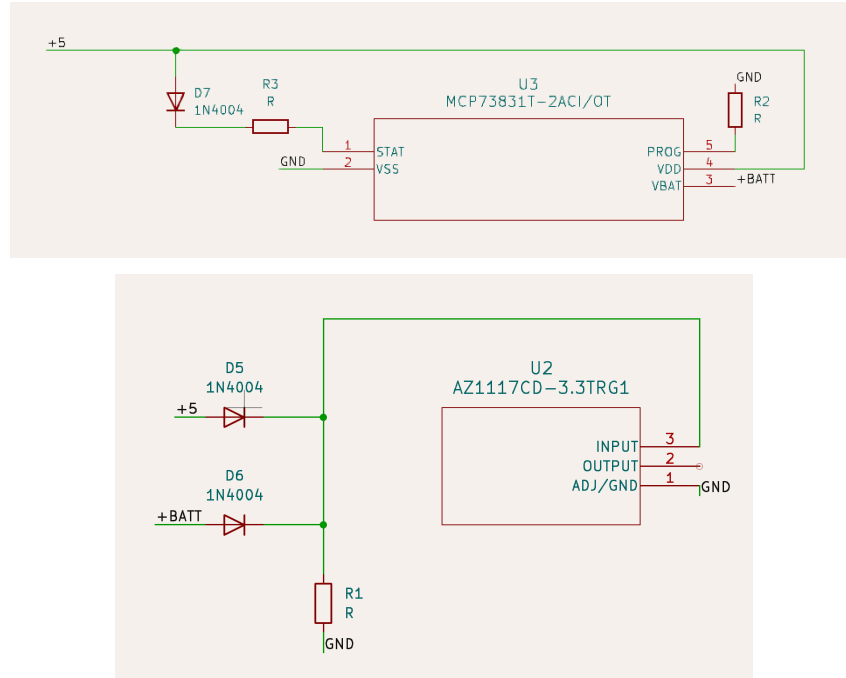 +5
D7
1N4004
R3
R
U3
MCP73831T-2ACI/OT
GND
R2
R
1 STAT
GND 2 VSS
PROG 5
VDD 4
VBAT 3 +BATT
D5
1N4004
+5
D6
1N4004
+BATT
U2
AZ1117CD-3.3TRG1
INPUT 3
OUTPUT 2
ADJ/GND 1 GND
R1
R
GND